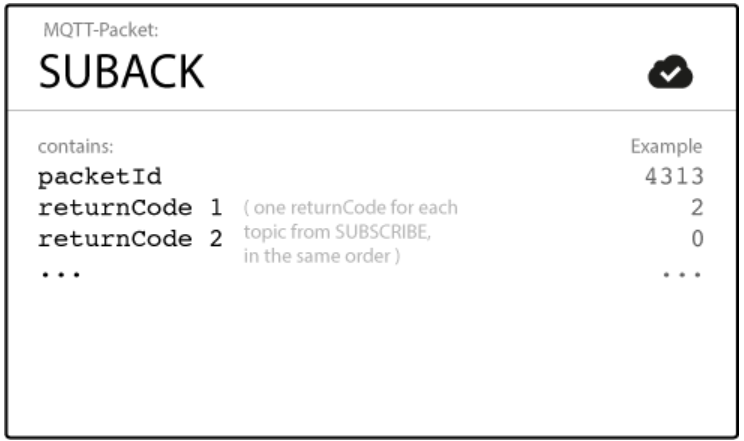 MQTT-Packet:
SUBACK
contains: Example
packetId 4313
returnCode 1 ( one returnCode for each 2
returnCode 2 topic from SUBSCRIBE, 0
in the same order )
... ...